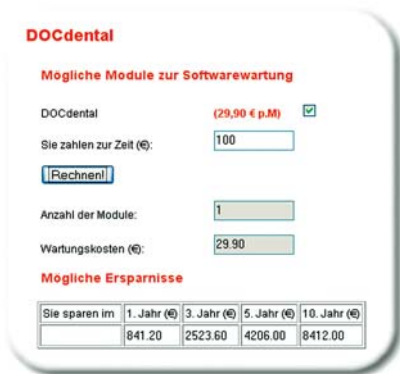 DOCdental
Mögliche Module zur Softwarewartung
DOCdental (29,90 € p.M)
Sie zahlen zur Zeit (€): 100
Rechnen!
Anzahl der Module: 1
Wartungskosten (€): 29.90
Mögliche Ersparnisse
Sie sparen im 1. Jahr (€) 3. Jahr (€) 5. Jahr (€) 10. Jahr (€)
841.20 2523.60 4206.00 8412.00